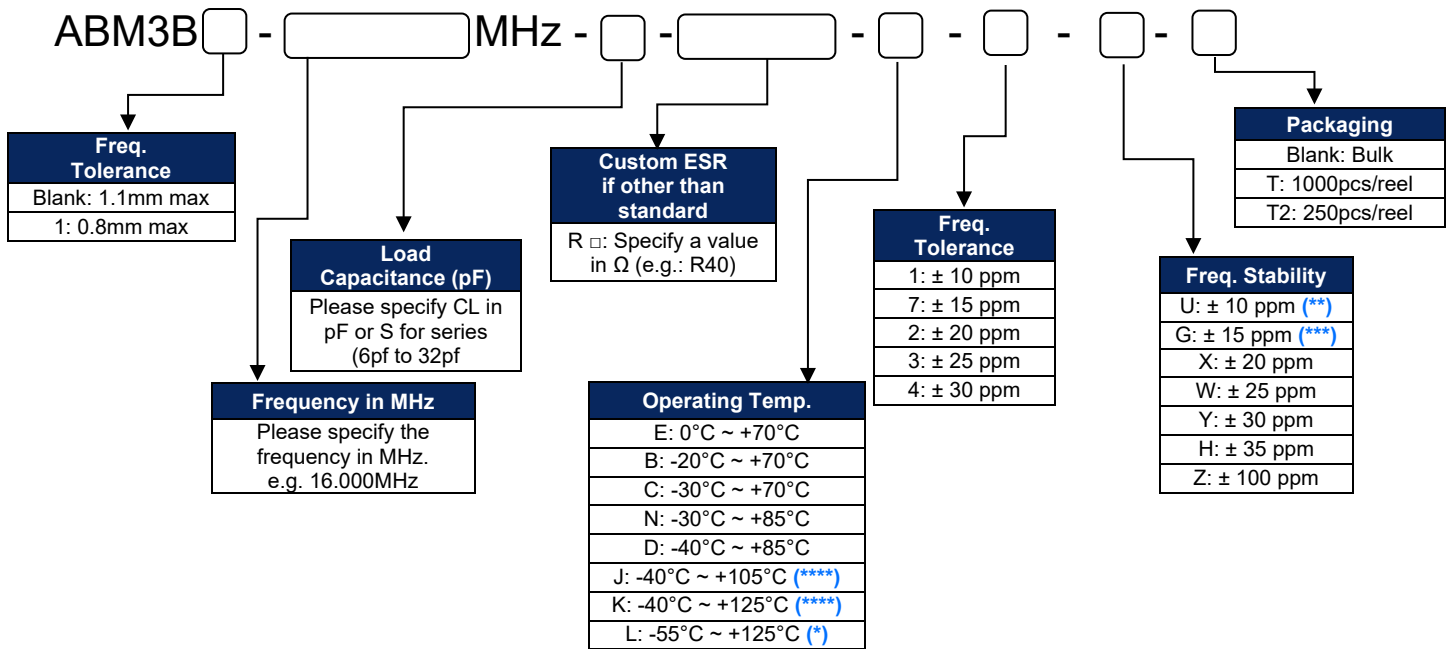 ABM3B - MHz - - - - - -
Freq.
Tolerance
Blank: 1.1mm max
1: 0.8mm max
Frequency in MHz
Please specify the
frequency in MHz.
e.g. 16.000MHz
Load
Capacitance (pF)
Please specify CL in
pF or S for series
(6pf to 32pf
Custom ESR
if other than
standard
R □: Specify a value
in Ω (e.g.: R40)
Operating Temp.
E: 0°C ~ +70°C
B: -20°C ~ +70°C
C: -30°C ~ +70°C
N: -30°C ~ +85°C
D: -40°C ~ +85°C
J: -40°C ~ +105°C (****)
K: -40°C ~ +125°C (****)
L: -55°C ~ +125°C (*)
Freq.
Tolerance
1: ± 10 ppm
7: ± 15 ppm
2: ± 20 ppm
3: ± 25 ppm
4: ± 30 ppm
Freq. Stability
U: ± 10 ppm (**)
G: ± 15 ppm (***)
X: ± 20 ppm
W: ± 25 ppm
Y: ± 30 ppm
H: ± 35 ppm
Z: ± 100 ppm
Packaging
Blank: Bulk
T: 1000pcs/reel
T2: 250pcs/reel